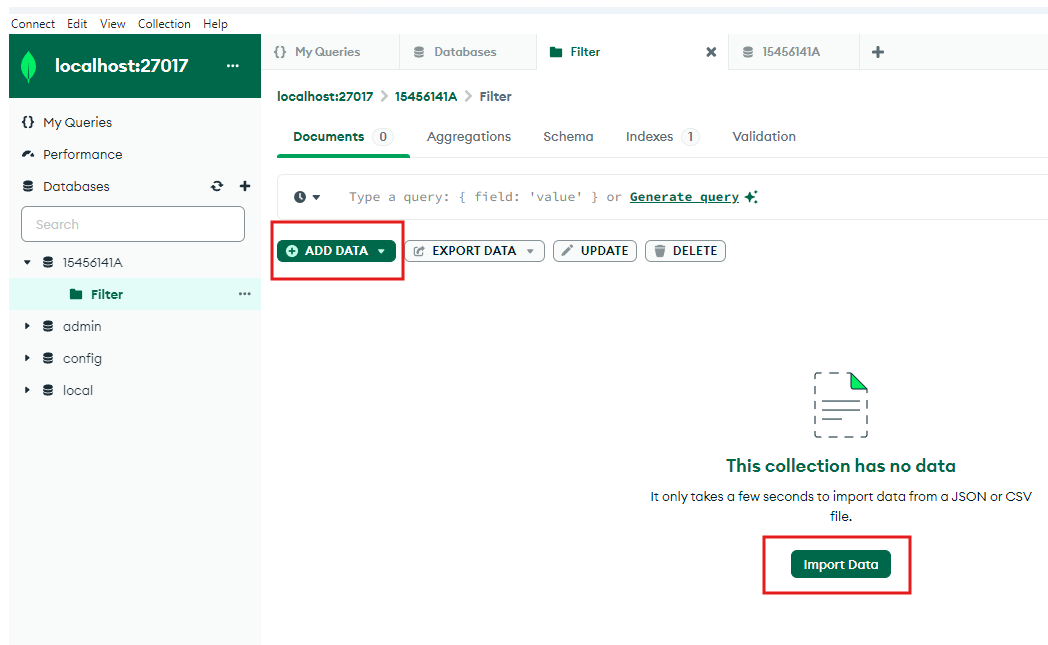 Connect Edit View Collection Help
localhost:27017 ...
My Queries
Performance
Databases
Search
15456141A
Filter ...
admin
config
local
{} My Queries Databases Filter 15456141A
localhost:27017 > 15456141A > Filter
Documents 0 Aggregations Schema Indexes 1 Validation
Type a query: { field: 'value' } or Generate query
ADD DATA EXPORT DATA UPDATE DELETE
This collection has no data
It only takes a few seconds to import data from a JSON or CSV
file.
Import Data